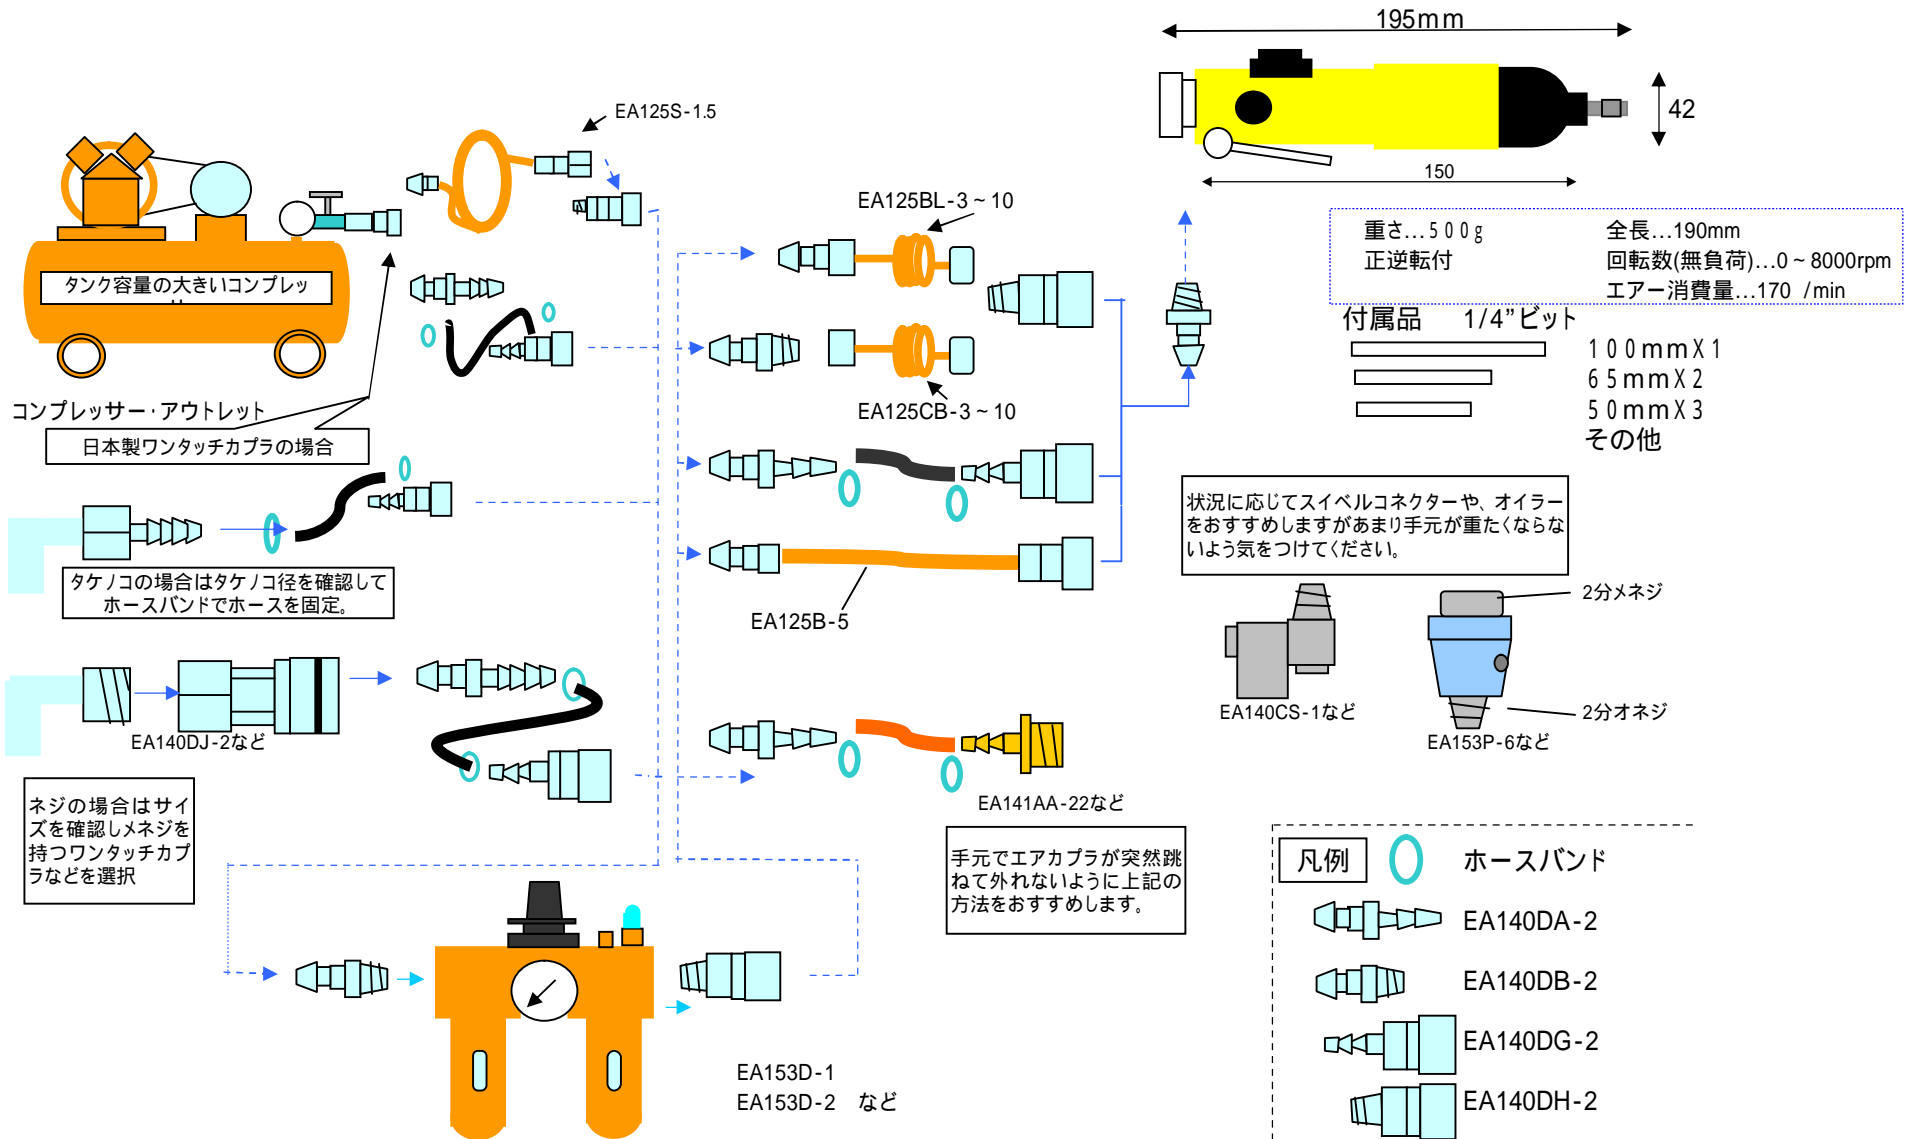 195mm
42
150
EA125S-1.5
EA125BL-3～10
EA125CB-3～10
タンク容量の大きいコンプレッ
コンプレッサー・アウトレット
日本製ワンタッチカプラの場合
重さ…500g
全長…190mm
正逆転付
回転数(無負荷)…0～8000rpm
エアー消費量…170 /min
付属品 1/4”ビット
100mmX1
65mmX2
50mmX3
その他
タケノコの場合はタケノコ径を確認して
ホースバンドでホースを固定。
EA125B-5
状況に応じてスイベルコネクターや、オイラー
をおすすめしますがあまり手元が重たくならな
いよう気をつけてください。
2分メネジ
2分オネジ
EA140CS-1など
EA153P-6など
EA140DJ-2など
ネジの場合はサイ
ズを確認しメネジを
持つワンタッチカプ
ラなどを選択
EA141AA-22など
手元でエアカプラが突然跳
ねて外れないように上記の
方法をおすすめします。
EA153D-1
EA153D-2 など
凡例
ホースバンド
EA140DA-2
EA140DB-2
EA140DG-2
EA140DH-2